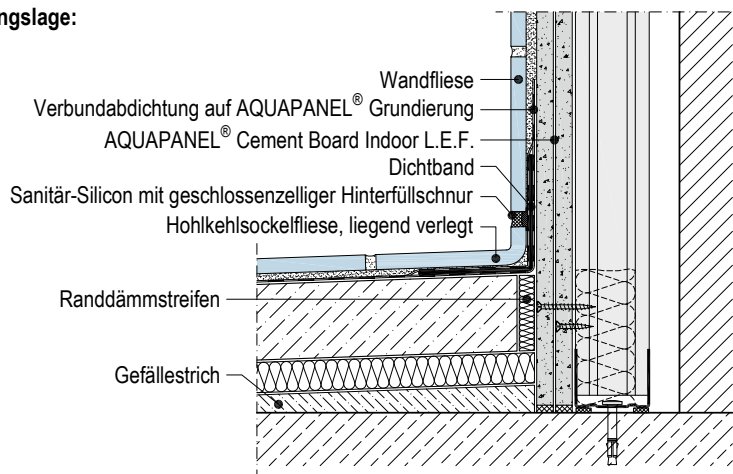 ngslage:
Wandfliese
Verbundabdichtung auf AQUAPANEL® Grundierung
AQUAPANEL® Cement Board Indoor L.E.F.
Dichtband
Sanitär-Silicon mit geschlossenzelliger Hinterfüllschnur
Hohlkehlsockelfliese, liegend verlegt
Randdämmstreifen
Gefällestrich